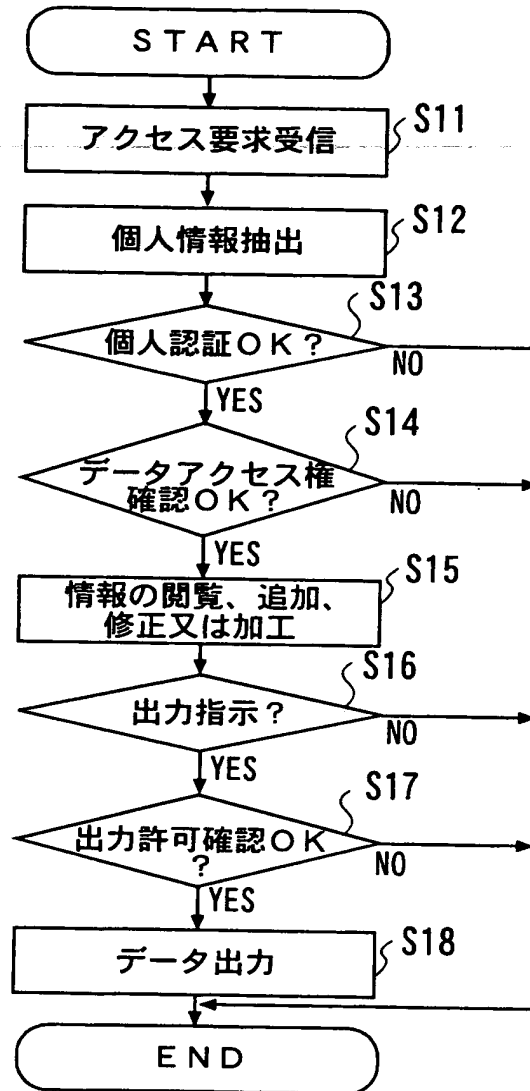 START
アクセス要求受信
S11
個人情報抽出
S12
S13
個人認証OK?
NO
YES
S14
データアクセス権
確認OK?
NO
YES
S15
情報の閲覧、追加、
修正又は加工
S16
出力指示?
NO
YES
S17
出力許可確認OK
?
NO
YES
データ出力
S18
END